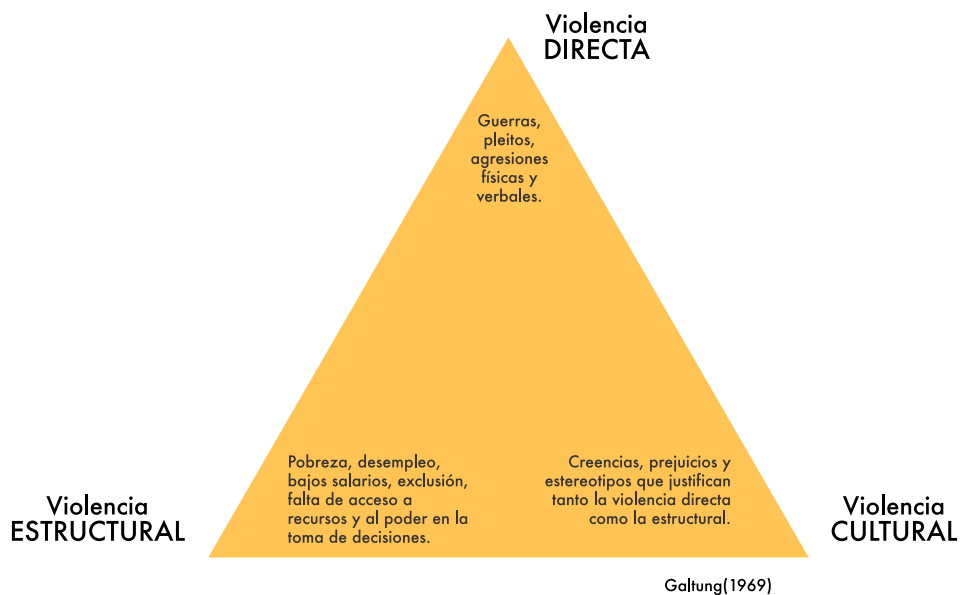 Violencia
DIRECTA
Guerras,
pleitos,
agresiones
físicas y
verbales.
Pobreza, desempleo,
bajos salarios, exclusión,
falta de acceso a
recursos y al poder en la
toma de decisiones.
Creencias, prejuicios y
estereotipos que justifican
tanto la violencia directa
como la estructural.
Violencia
ESTRUCTURAL
Violencia
CULTURAL
Galtung(1969)